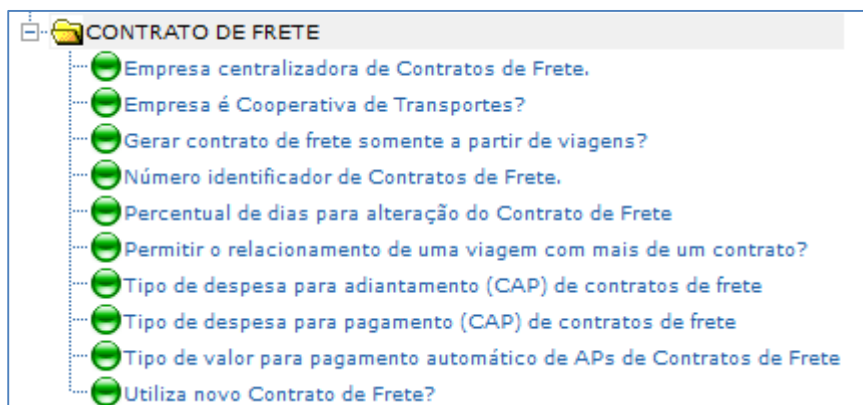 CONTRATO DE FRETE
Empresa centralizadora de Contratos de Frete.
Empresa é Cooperativa de Transportes?
Gerar contrato de frete somente a partir de viagens?
Número identificador de Contratos de Frete.
Percentual de dias para alteração do Contrato de Frete
Permitir o relacionamento de uma viagem com mais de um contrato?
Tipo de despesa para adiantamento (CAP) de contratos de frete
Tipo de despesa para pagamento (CAP) de contratos de frete
Tipo de valor para pagamento automático de APs de Contratos de Frete
Utiliza novo Contrato de Frete?